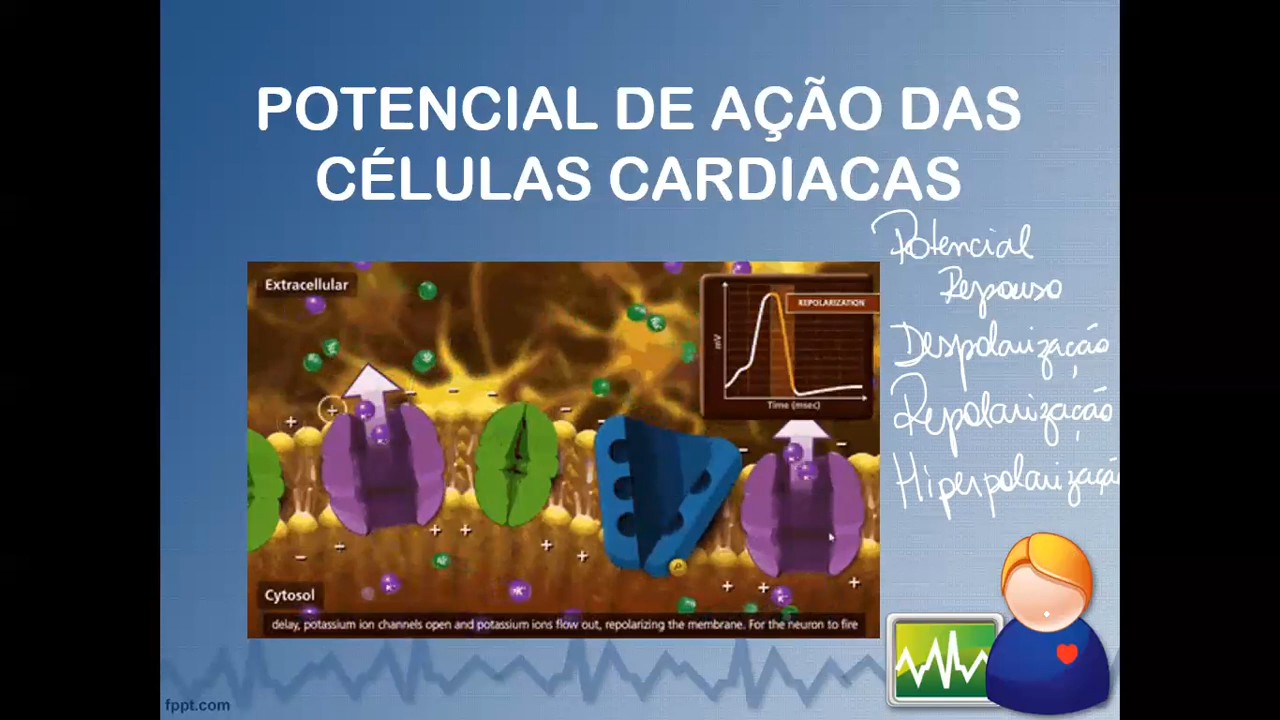 POTENCIAL DE AÇÃO DAS
CÉLULAS CARDIACAS
Potencial
Repouso
Despolarização
Repolarização
Hiperpolarização
Extracellular
REPOLARIZATION
mV
Time (msec)
Cytosol
delay, potassium ion channels open and potassium ions flow out, repolarizing the membrane. For the neuron to fire
fppt.com